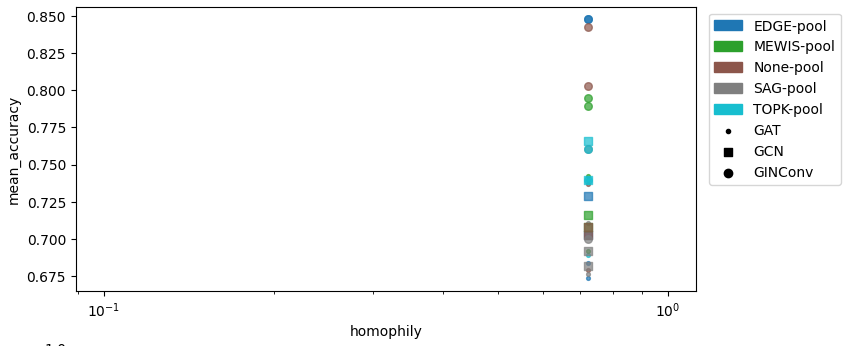 0.850
0.825
0.800
0.775
0.750
0.725
0.700
0.675
mean_accuracy
10⁻¹
10⁰
homophily
EDGE-pool
MEWIS-pool
None-pool
SAG-pool
TOPK-pool
GAT
GCN
GINConv